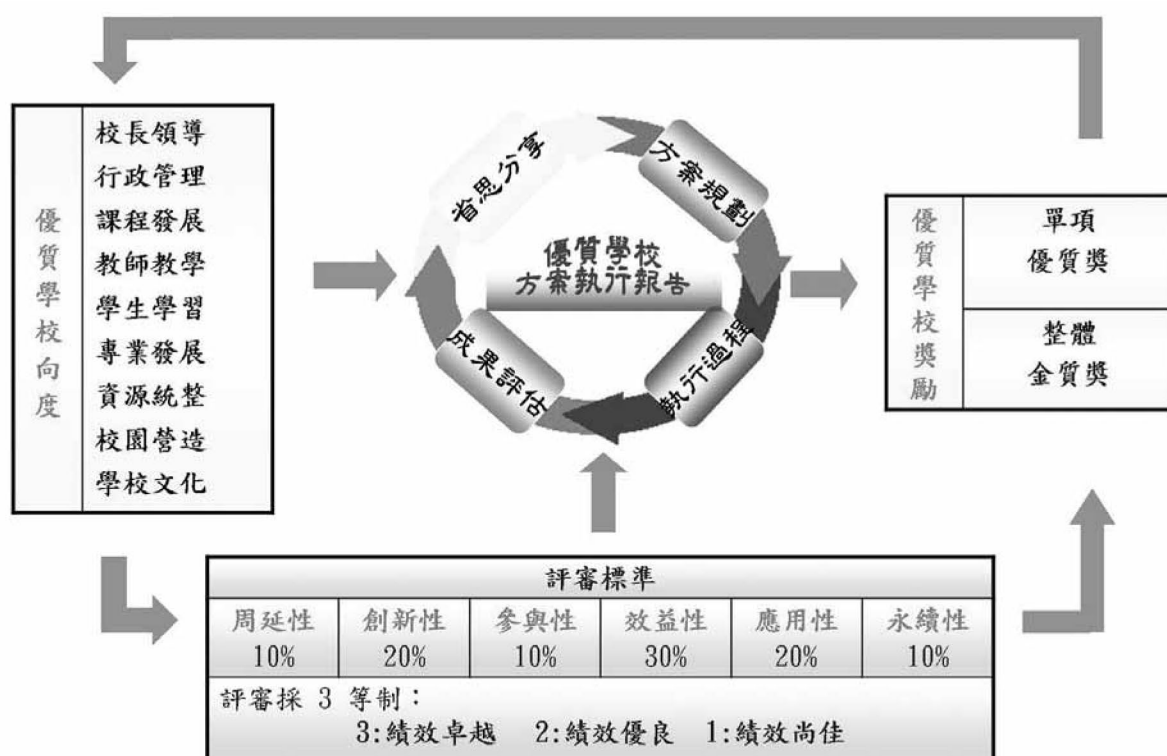 優質學校向度
校長領導
行政管理
課程發展
教師教學
學生學習
專業發展
資源統整
校園營造
學校文化
省思分享
方案規劃
優質學校
方案執行報告
成果評估
執行過程
優質學校獎勵
單項
優質獎
整體
金質獎
評審標準
周延性 創新性 參與性 效益性 應用性 永續性
10% 20% 10% 30% 20% 10%
評審採 3 等制：
3:績效卓越 2:績效優良 1:績效尚佳